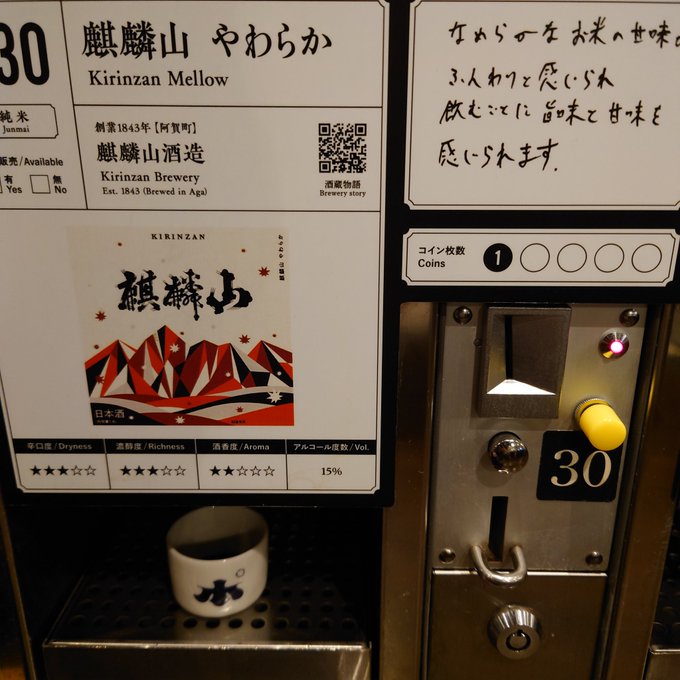 30
麒麟山 やわらか
Kirinzan Mellow
純米
Junmai
販売/Available
有
Yes
無
No
創業1843年【阿賀町】
麒麟山酒造
Kirinzan Brewery
Est. 1843 (Brewed in Aga)
酒蔵物語
Brewery story
KIRINZAN
麒麟山
日本酒
辛口度/Dryness
濃醇度/Richness
酒香度/Aroma
アルコール度数/Vol.
★★★☆☆
★★★☆☆
★★☆☆☆
15%
なめらかなお米の甘味が
ふんわりと感じられ
飲むごとに旨味と甘味を
感じられます.
コイン枚数
Coins
1
30